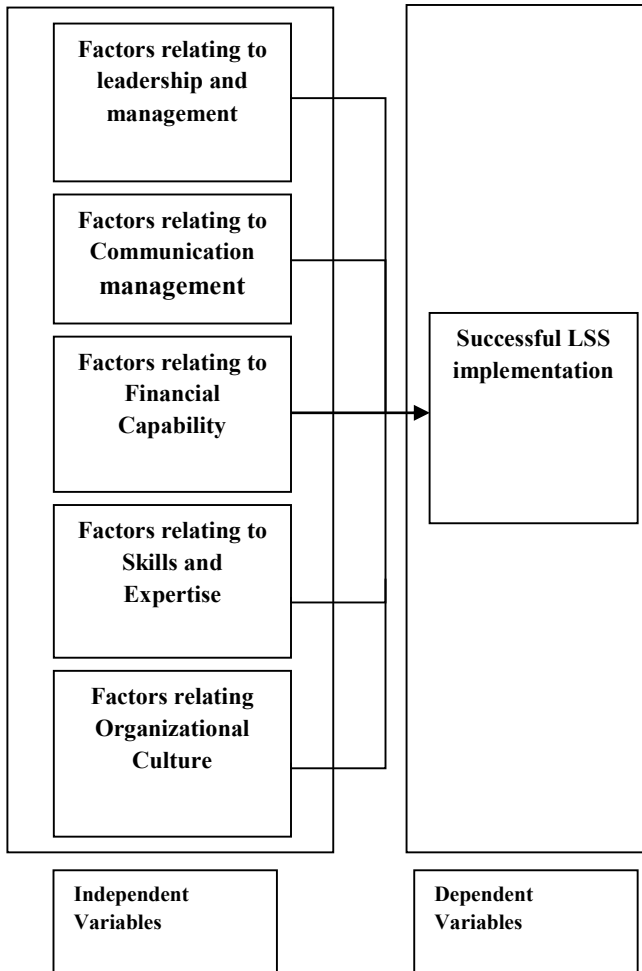 Factors relating to
leadership and
management
Factors relating to
Communication
management
Factors relating to
Financial
Capability
Factors relating to
Skills and
Expertise
Factors relating
Organizational
Culture
Successful LSS
implementation
Independent
Variables
Dependent
Variables